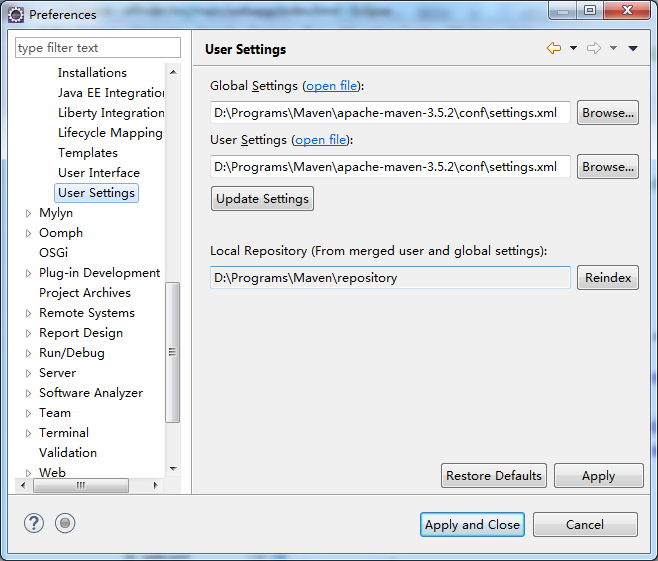 Preferences
type filter text
Installations
Java EE Integration
Liberty Integration
Lifecycle Mapping
Templates
User Interface
User Settings
Mylyn
Oomph
OSGi
Plug-in Development
Project Archives
Remote Systems
Report Design
Run/Debug
Server
Software Analyzer
Team
Terminal
Validation
Web
User Settings
Global Settings (open file):
D:\Programs\Maven\apache-maven-3.5.2\conf\settings.xml
Browse...
User Settings (open file):
D:\Programs\Maven\apache-maven-3.5.2\conf\settings.xml
Browse...
Update Settings
Local Repository (From merged user and global settings):
D:\Programs\Maven\repository
Reindex
Restore Defaults
Apply
Apply and Close
Cancel